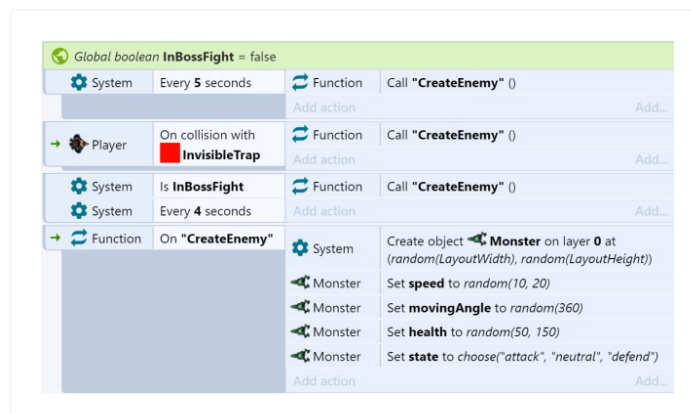 Global boolean InBossFight = false
System Every 5 seconds Function Call "CreateEnemy" ()
Add action Add...
Player On collision with InvisibleTrap Function Call "CreateEnemy" ()
Add action Add...
System Is InBossFight Function Call "CreateEnemy" ()
System Every 4 seconds Add action Add...
Function On "CreateEnemy" System Create object Monster on layer 0 at
(random(LayoutWidth), random(LayoutHeight))
Monster Set speed to random(10, 20)
Monster Set movingAngle to random(360)
Monster Set health to random(50, 150)
Monster Set state to choose("attack", "neutral", "defend")
Add action Add...